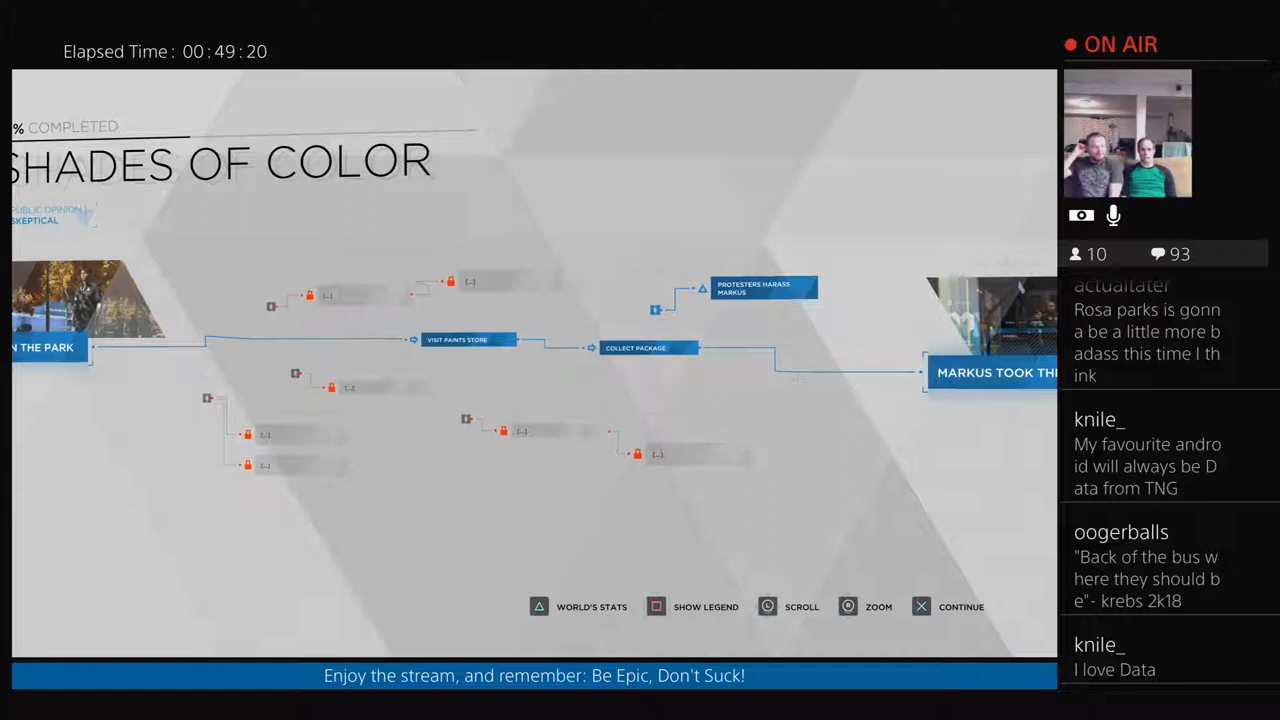 Elapsed Time: 00:49:20
ON AIR
% COMPLETED
SHADES OF COLOR
PUBLIC OPINION
SKEPTICAL
[...]
[...]
PROTESTERS HARASS
MARKUS
N THE PARK
VISIT PAINTS STORE
COLLECT PACKAGE
MARKUS TOOK TH
[...]
[...]
[...]
[...]
[...]
WORLD'S STATS
SHOW LEGEND
SCROLL
ZOOM
CONTINUE
Enjoy the stream, and remember: Be Epic, Don't Suck!
10
93
actualtater
Rosa parks is gonn
a be a little more b
adass this time I th
ink
knile_
My favourite andro
id will always be D
ata from TNG
oogerballs
"Back of the bus w
here they should b
e"- krebs 2k18
knile_
I love Data